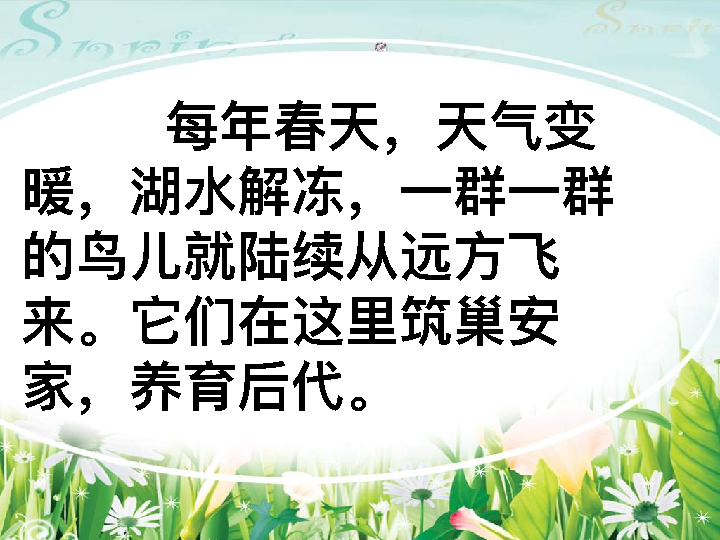 Spring
Spring
每年春天，天气变
暖，湖水解冻，一群一群
的鸟儿就陆续从远方飞
来。它们在这里筑巢安
家，养育后代。